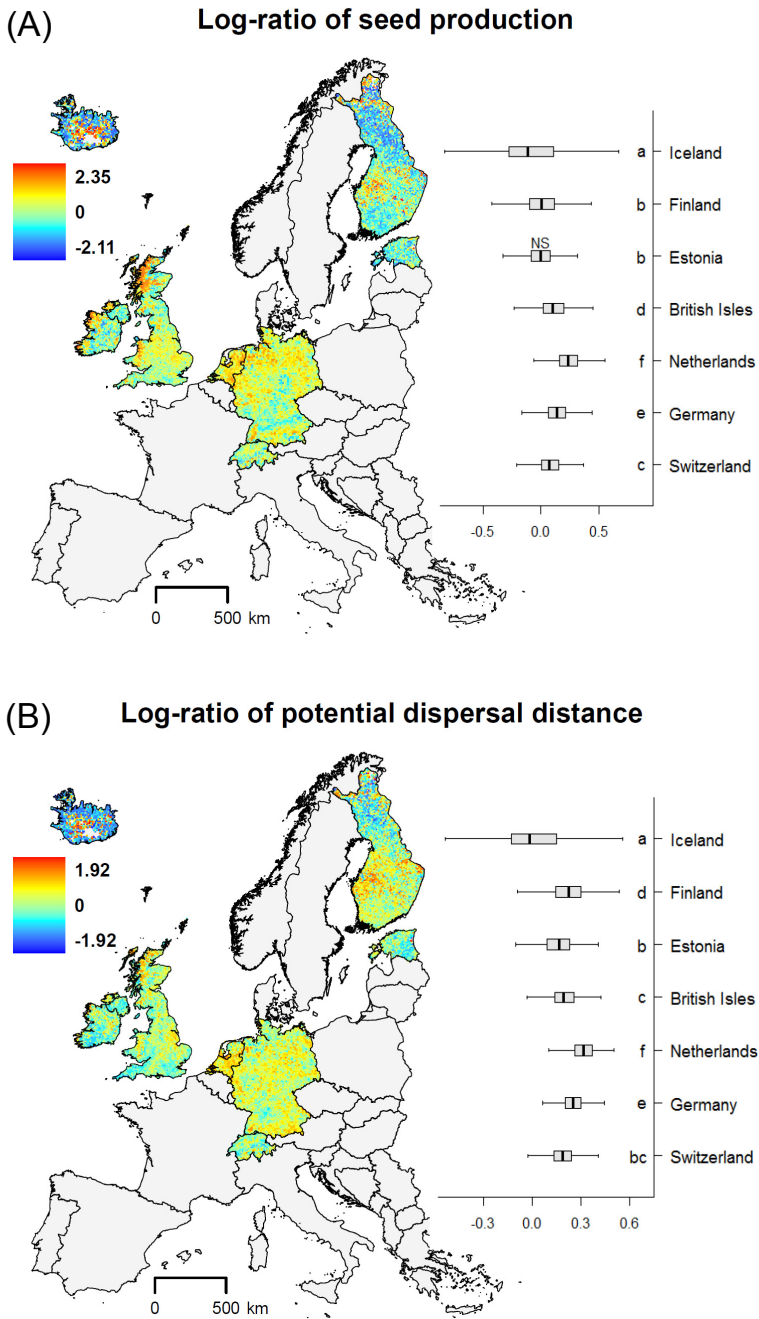 (A) Log-ratio of seed production
2.35
0
-2.11
a Iceland
b Finland
NS
b Estonia
d British Isles
f Netherlands
e Germany
c Switzerland
-0.5 0.0 0.5
0 500 km
(B) Log-ratio of potential dispersal distance
1.92
0
-1.92
a Iceland
d Finland
b Estonia
c British Isles
f Netherlands
e Germany
bc Switzerland
-0.3 0.0 0.3 0.6
0 500 km